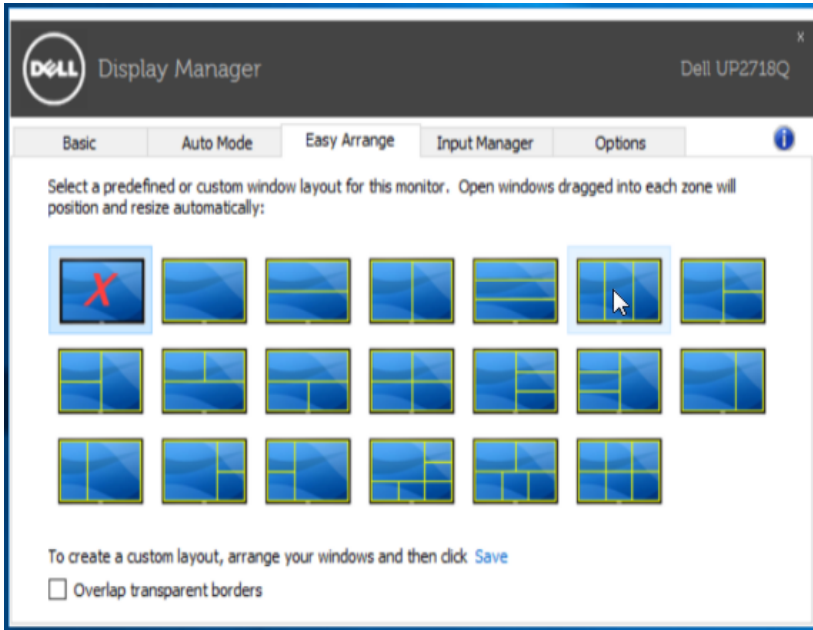 DELL Display Manager
x
Dell UP2718Q
Basic Auto Mode Easy Arrange Input Manager Options i
Select a predefined or custom window layout for this monitor. Open windows dragged into each zone will
position and resize automatically:
X
To create a custom layout, arrange your windows and then click Save
Overlap transparent borders